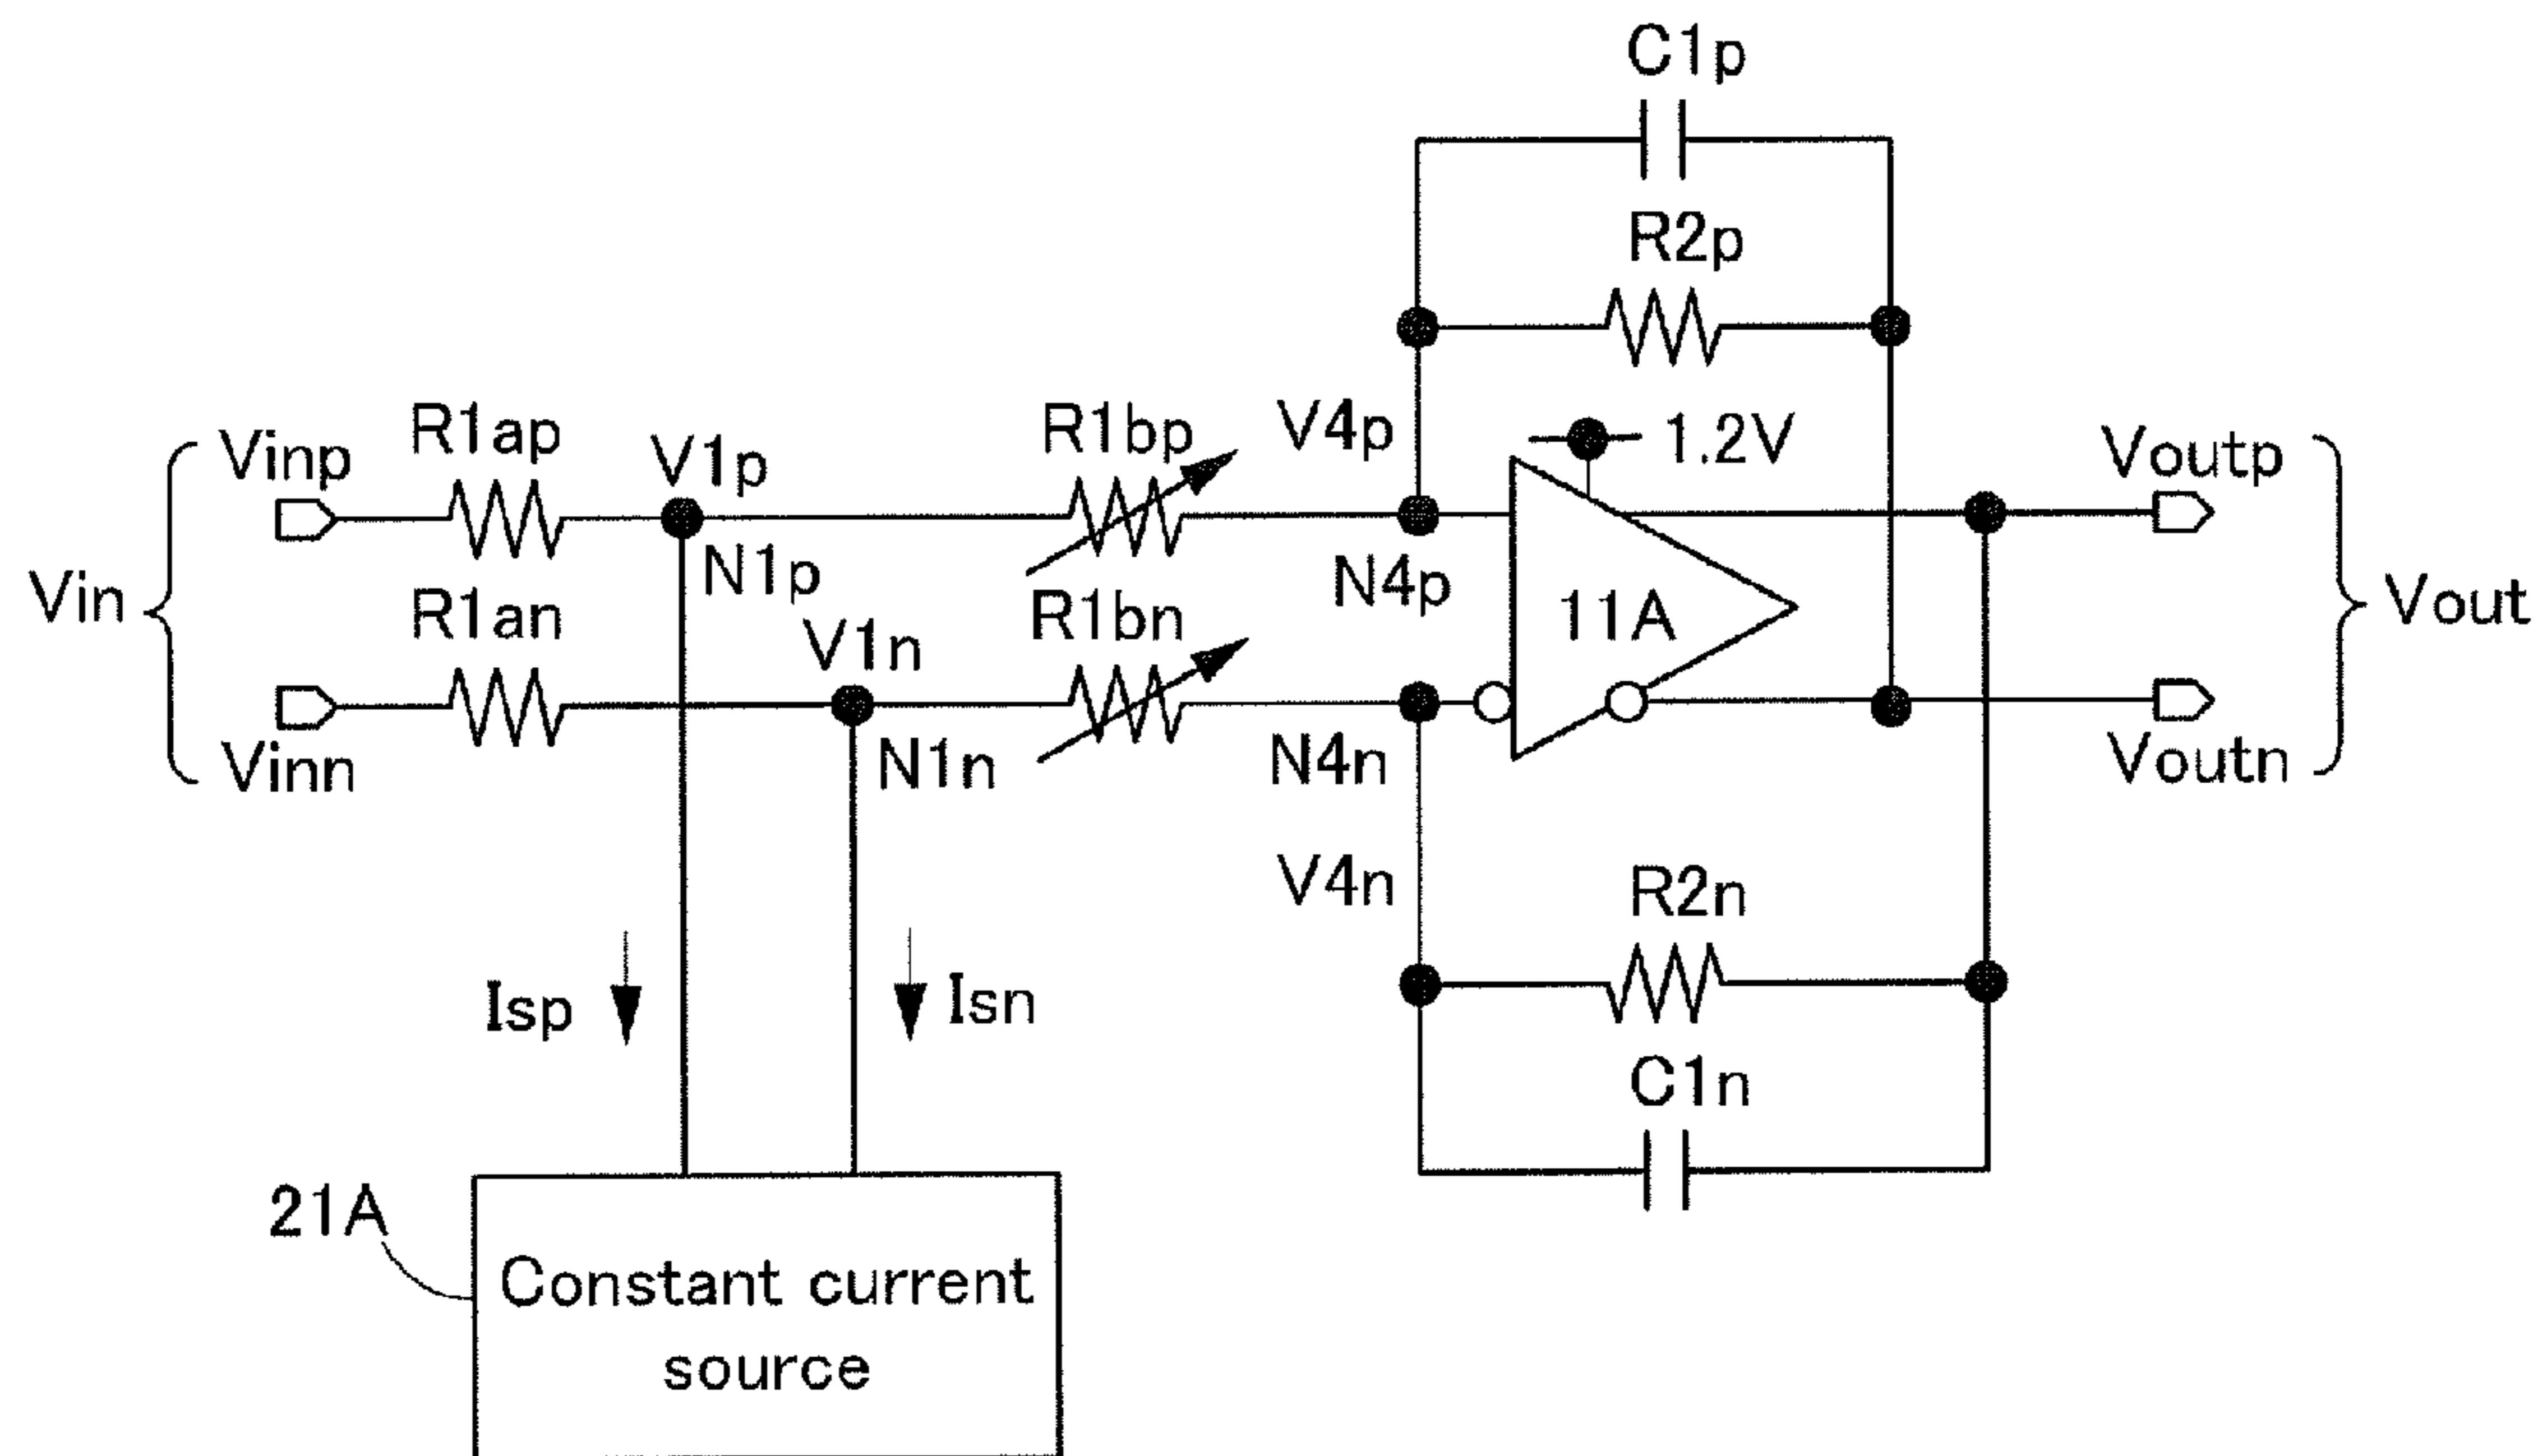 C1p
R2p
1.2V
Vin
Vinp
R1ap
V1p
N1p
R1bp
V4p
N4p
11A
Voutp
Vout
Vinn
R1an
V1n
N1n
R1bn
N4n
V4n
Voutn
R2n
C1n
Isp
Isn
21A
Constant current
source